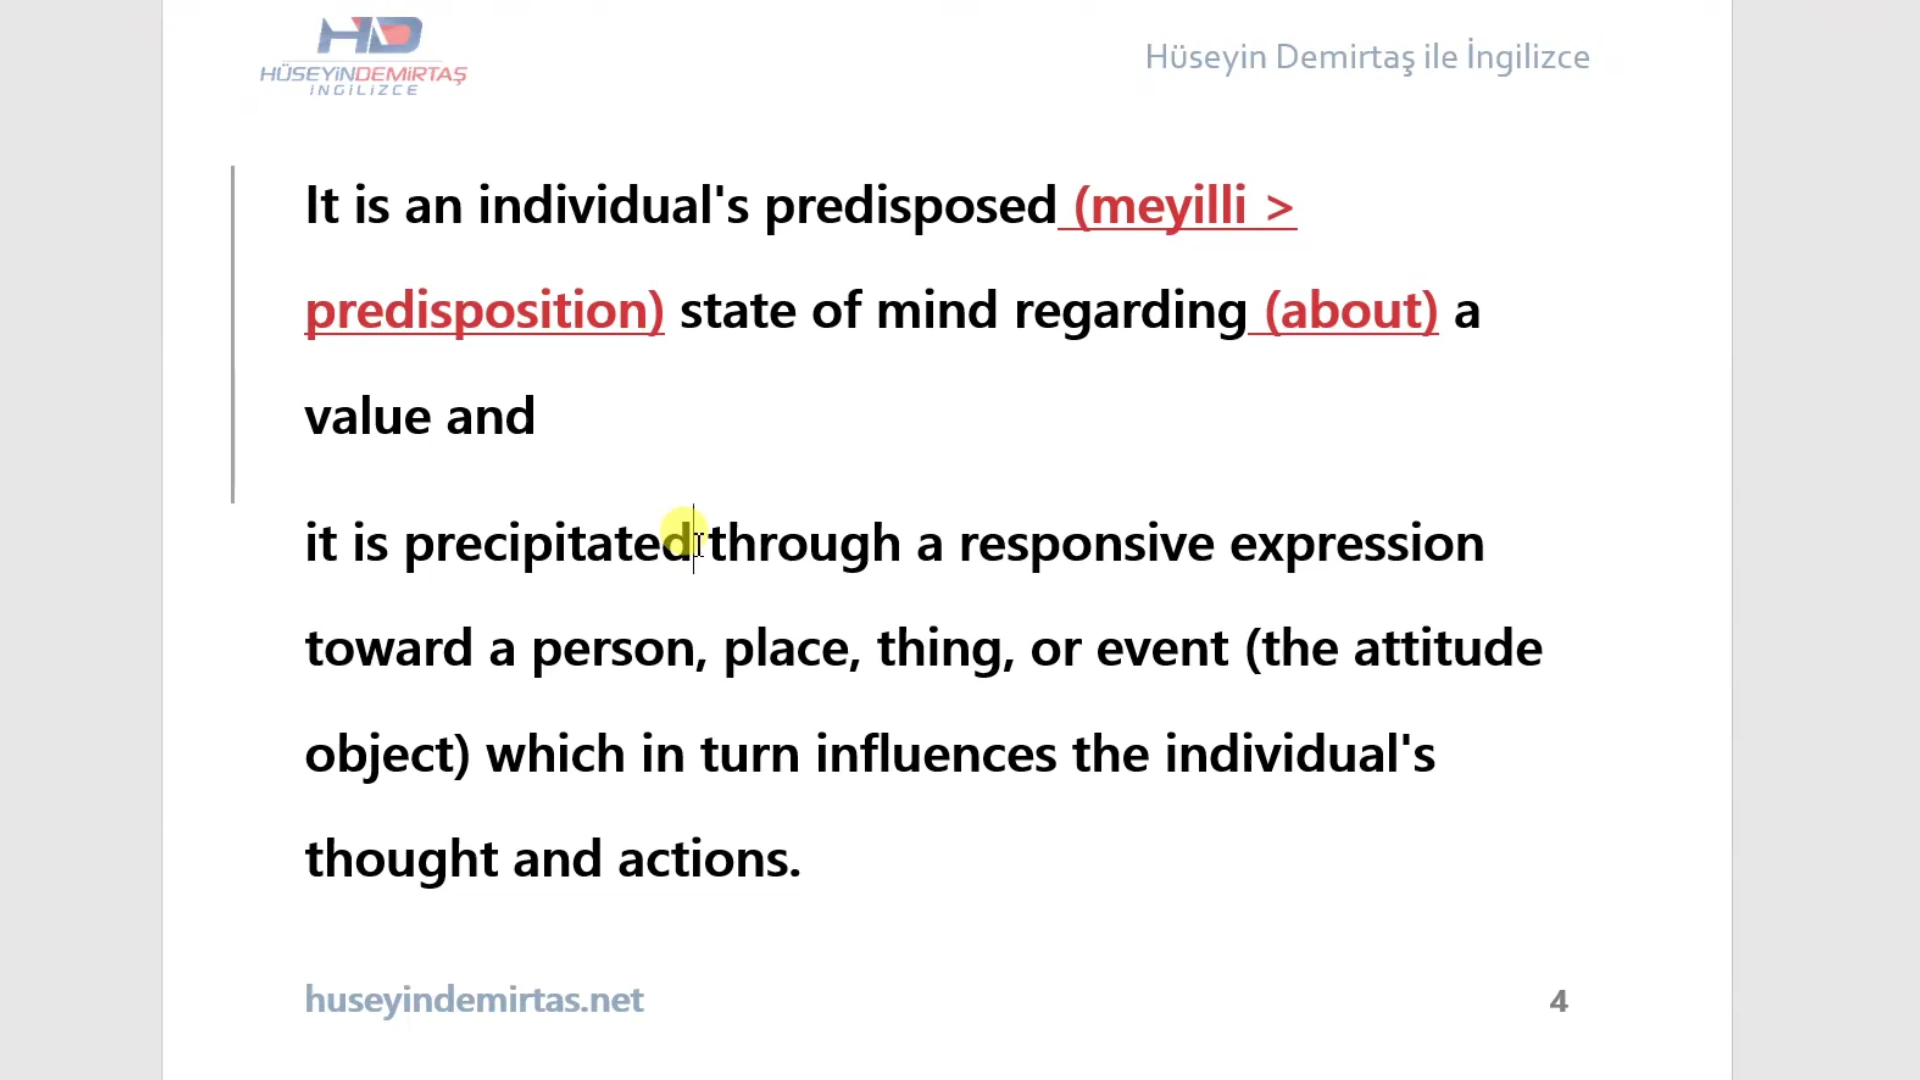 HD
HÜSEYiNDEMiRTAŞ
iNGiLiZCE
Hüseyin Demirtaş ile İngilizce
It is an individual's predisposed (meyilli >
predisposition) state of mind regarding (about) a
value and
it is precipitated through a responsive expression
toward a person, place, thing, or event (the attitude
object) which in turn influences the individual's
thought and actions.
huseyindemirtas.net
4